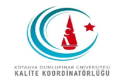 KÜTAHYA DUMLUPINAR ÜNİVERSİTESİ
KALİTE KOORDİNATÖRLÜĞÜ